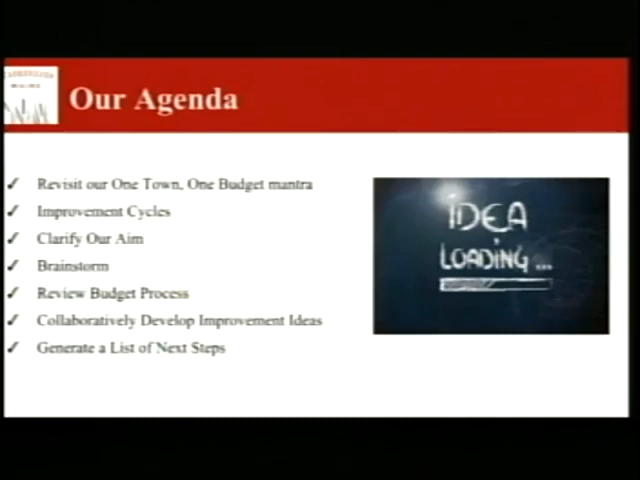 Our Agenda
✓ Revisit our One Town, One Budget mantra
✓ Improvement Cycles
✓ Clarify Our Aim
✓ Brainstorm
✓ Review Budget Process
✓ Collaboratively Develop Improvement Ideas
✓ Generate a List of Next Steps
IDEA
LOADING...